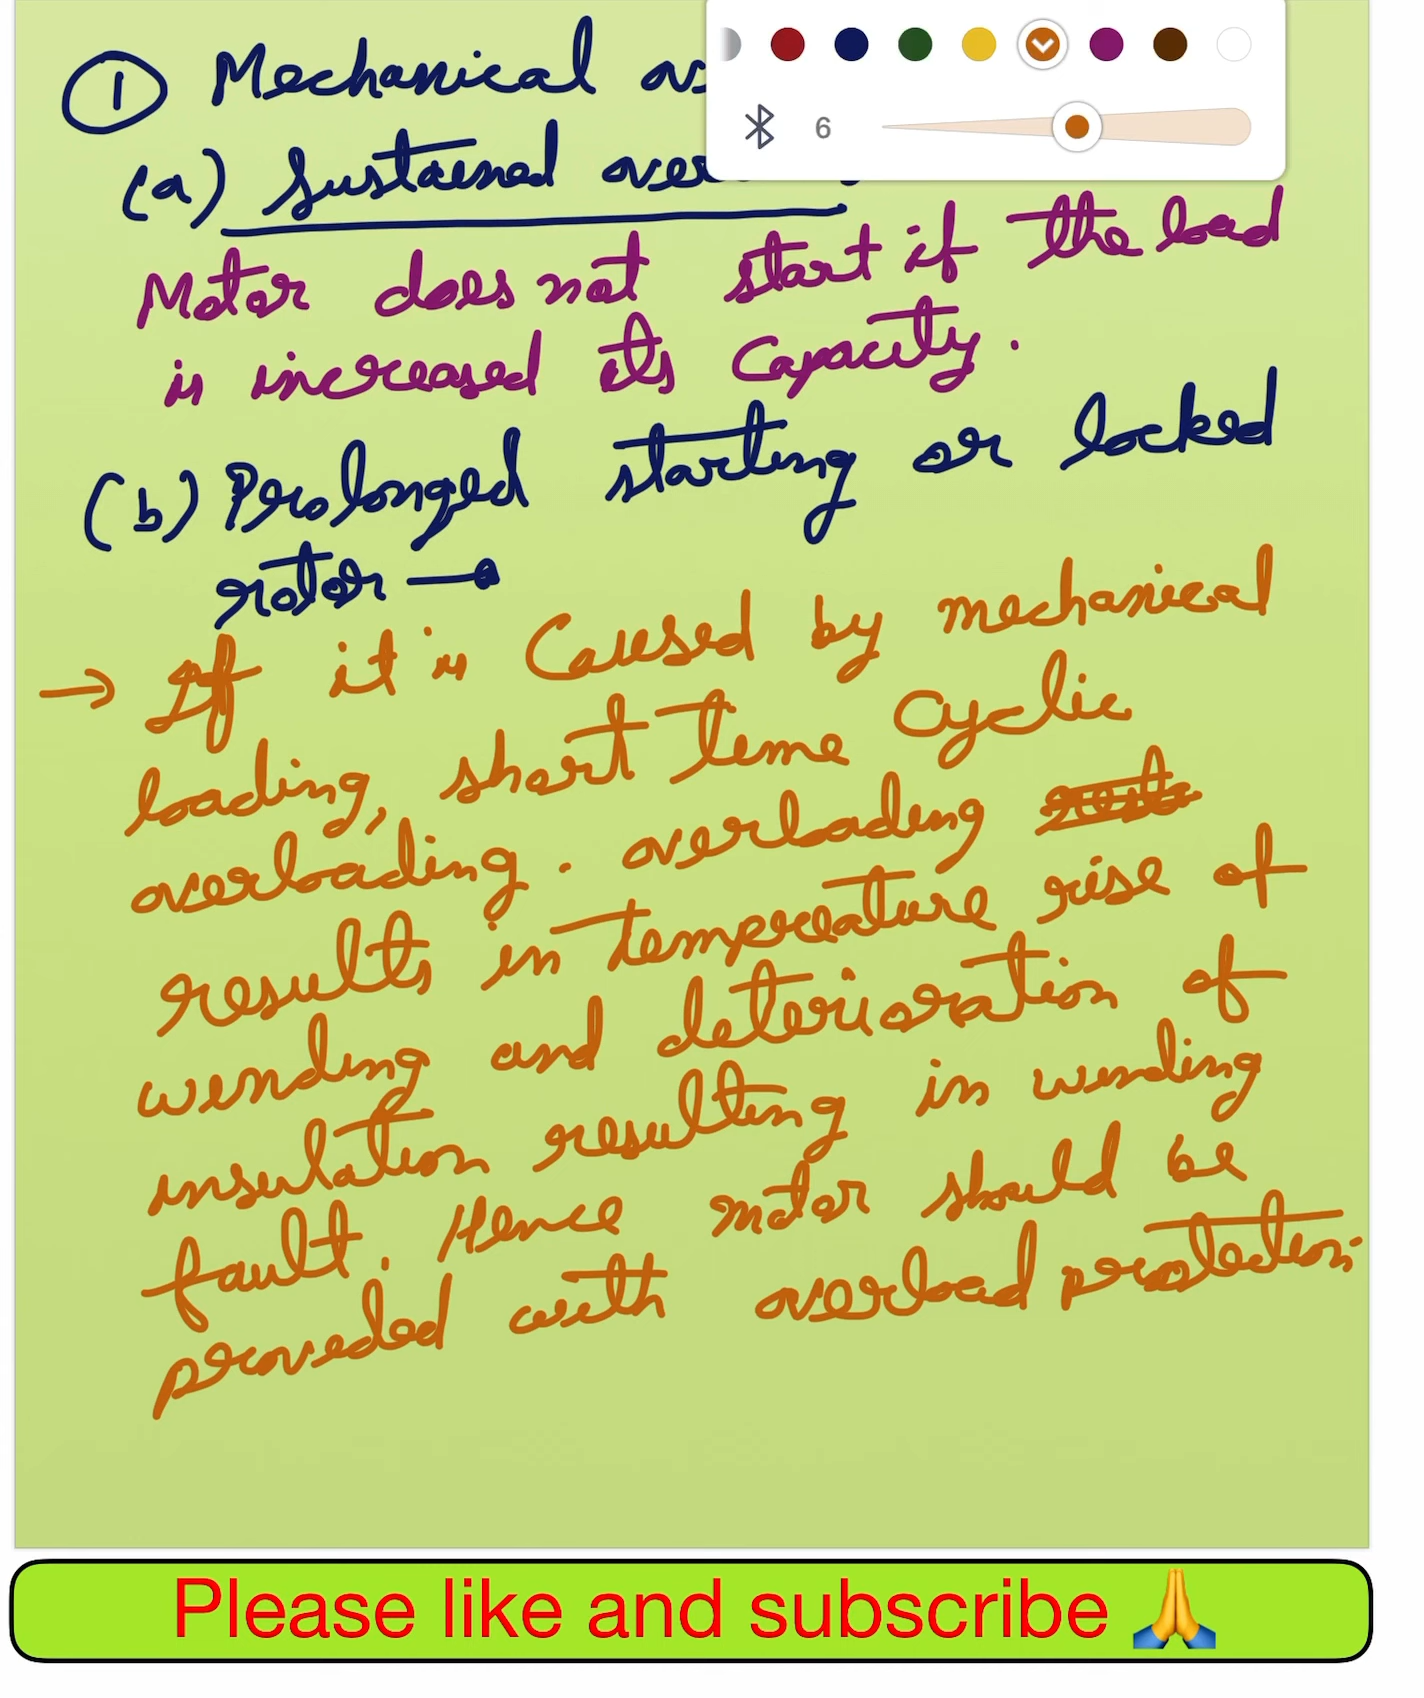 ① Mechanical ov
6
(a) Sustained over
Motor does not start if the load
is increased its capacity.
(b) Prolonged starting or locked
rotor →
→ If it is caused by mechanical
loading, short time cyclic
overloading. overloading
results in temperature rise of
winding and deterioration of
insulation resulting in winding
fault. Hence motor should be
provided with overload protection.
Please like and subscribe 🙏